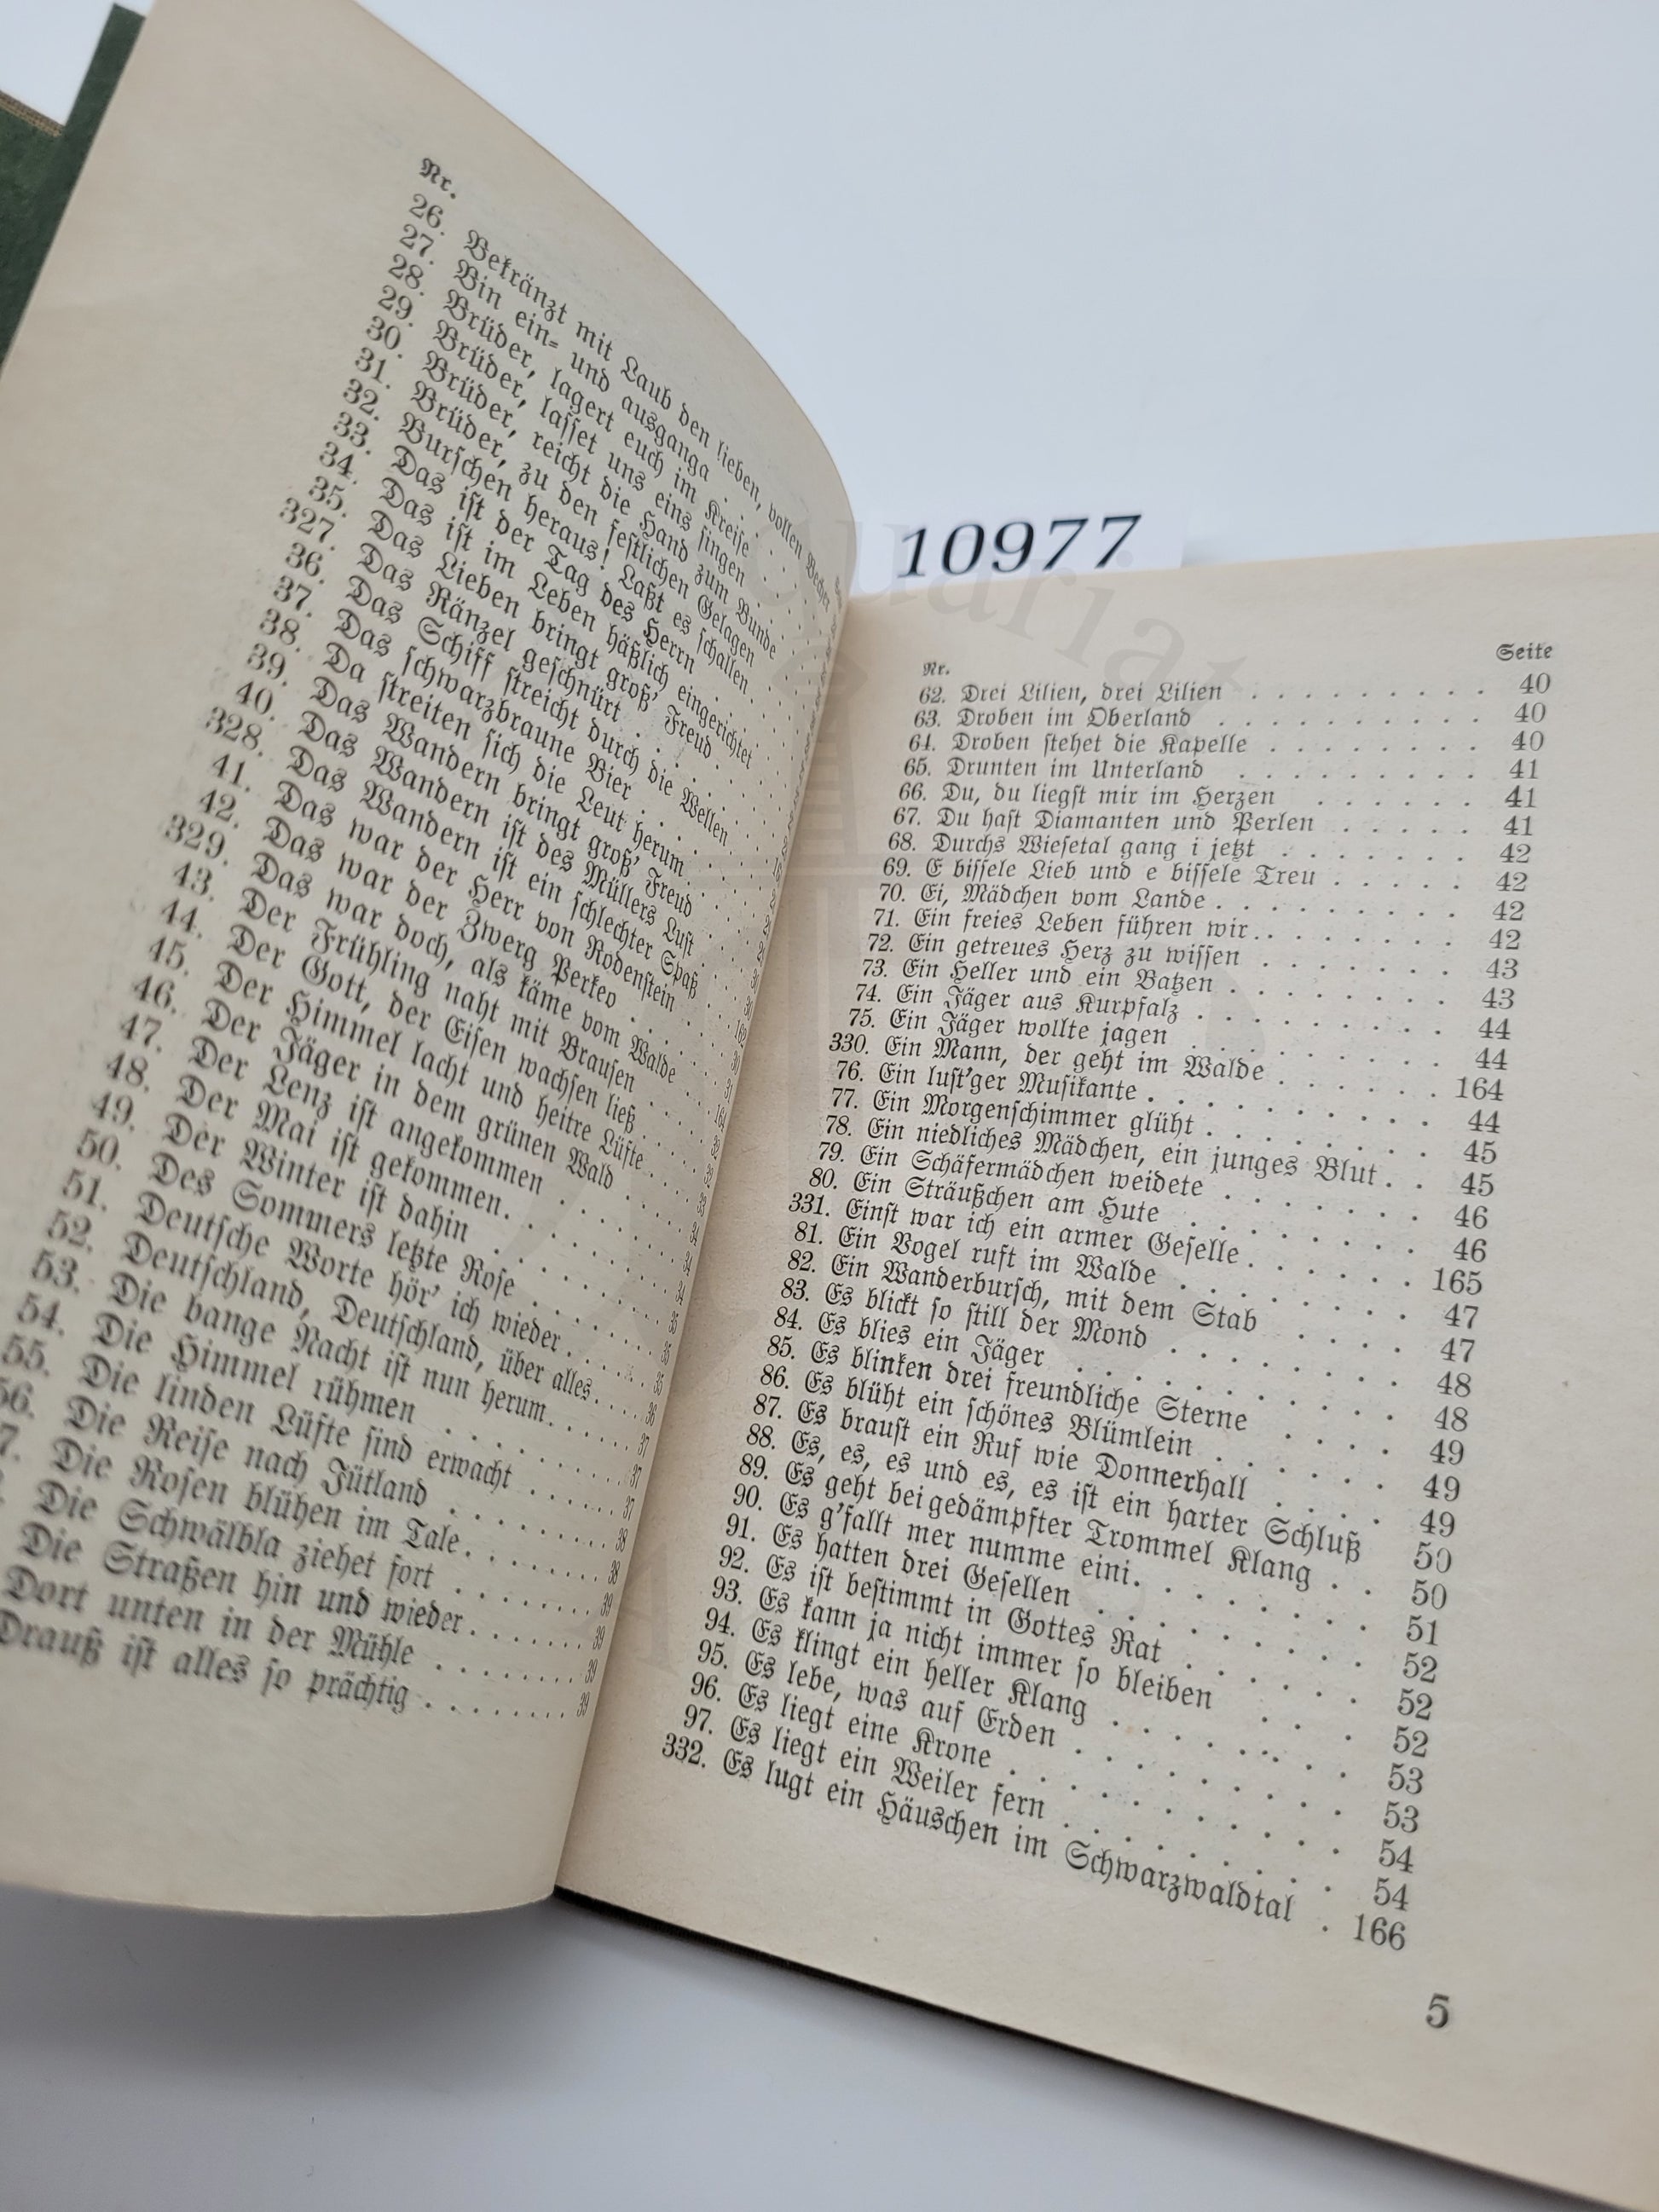 Nr.
26. Bekränzt mit Laub den lieben, vollen Becher
27. Bin ein= und ausganga . .
28. Brüder, lagert euch im Kreise
29. Brüder, lasset uns eins singen
30. Brüder, reicht die Hand zum Bunde
31. Brüder, zu den festlichen Gelagen
32. Burschen heraus! Laßt es schallen
33. Das ist der Tag des Herrn
34. Das ist im Leben häßlich eingerichtet
35. Das Lieben bringt groß' Freud
327. Das Ränzel geschnürt
36. Das Schiff streicht durch die Wellen
37. Das schwarzbraune Bier
38. Da streiten sich die Leut herum
39. Das Wandern bringt groß' Freud
40. Das Wandern ist des Müllers Lust
328. Das Wandern ist ein schlechter Spaß
41. Das war der Herr von Rodenstein
42. Das war der Zwerg Perkeo
329. Das war doch, als käme vom Walde
43. Der Frühling naht mit Brausen
44. Der Gott, der Eisen wachsen ließ
45. Der Himmel lacht und heitre Lüfte
46. Der Jäger in dem grünen Wald
47. Der Lenz ist angekommen
48. Der Mai ist gekommen . . . 34
49. Der Winter ist dahin . . . 34
50. Des Sommers letzte Rose . . . 35
51. Deutsche Worte hör' ich wieder . . . 35
52. Deutschland, Deutschland, über alles . . . 35
53. Die bange Nacht ist nun herum . . . 36
54. Die Himmel rühmen . . . 37
55. Die linden Lüfte sind erwacht . . . 37
56. Die Reise nach Jütland . . . 37
7. Die Rosen blühen im Tale . . . 38
Die Schwälbla ziehet fort . . . 38
Die Straßen hin und wieder . . . 39
Dort unten in der Mühle . . . 39
Drauß ist alles so prächtig . . . 39
10977
Nr. Seite
62. Drei Lilien, drei Lilien . . . 40
63. Droben im Oberland . . . 40
64. Droben stehet die Kapelle . . . 40
65. Drunten im Unterland . . . 41
66. Du, du liegst mir im Herzen . . . 41
67. Du hast Diamanten und Perlen . . . 41
68. Durchs Wiesetal gang i jetzt . . . 42
69. E bissele Lieb und e bissele Treu . . . 42
70. Ei, Mädchen vom Lande . . . 42
71. Ein freies Leben führen wir . . . 42
72. Ein getreues Herz zu wissen . . . 43
73. Ein Heller und ein Batzen . . . 43
74. Ein Jäger aus Kurpfalz . . . 44
75. Ein Jäger wollte jagen . . . 44
330. Ein Mann, der geht im Walde . . . 164
76. Ein lust'ger Musikante . . . 44
77. Ein Morgenschimmer glüht . . . 45
78. Ein niedliches Mädchen, ein junges Blut . . 45
79. Ein Schäfermädchen weidete . . . 46
80. Ein Sträußchen am Hute . . . 46
331. Einst war ich ein armer Geselle . . . 165
81. Ein Vogel ruft im Walde . . . 47
82. Ein Wanderbursch, mit dem Stab . . . 47
83. Es blickt so still der Mond . . . 48
84. Es blies ein Jäger . . . 48
85. Es blinken drei freundliche Sterne . . . 49
86. Es blüht ein schönes Blümlein . . . 49
87. Es braust ein Ruf wie Donnerhall . . . 49
88. Es, es, es und es, es ist ein harter Schluß 50
89. Es geht bei gedämpfter Trommel Klang . . 50
90. Es g'fallt mer numme eini . . . 51
91. Es hatten drei Gesellen . . . 52
92. Es ist bestimmt in Gottes Rat . . . 52
93. Es kann ja nicht immer so bleiben . . . 52
94. Es klingt ein heller Klang . . . 53
95. Es lebe, was auf Erden . . . 53
96. Es liegt eine Krone . . . 54
97. Es liegt ein Weiler fern . . . 54
332. Es lugt ein Häuschen im Schwarzwaldtal . 166
5